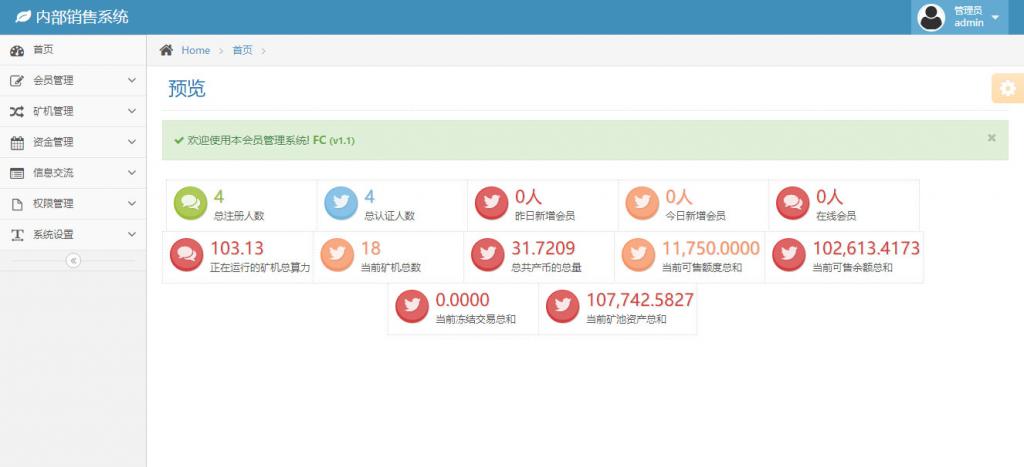 内部销售系统
管理员
admin
首页
会员管理
矿机管理
资金管理
信息交流
权限管理
系统设置
Home > 首页 >
预览
欢迎使用本会员管理系统! FC (v1.1)
4
总注册人数
4
总认证人数
0人
昨日新增会员
0人
今日新增会员
0人
在线会员
103.13
正在运行的矿机总算力
18
当前矿机总数
31.7209
总共产币的总量
11,750.0000
当前可售额度总和
102,613.4173
当前可售余额总和
0.0000
当前冻结交易总和
107,742.5827
当前矿池资产总和